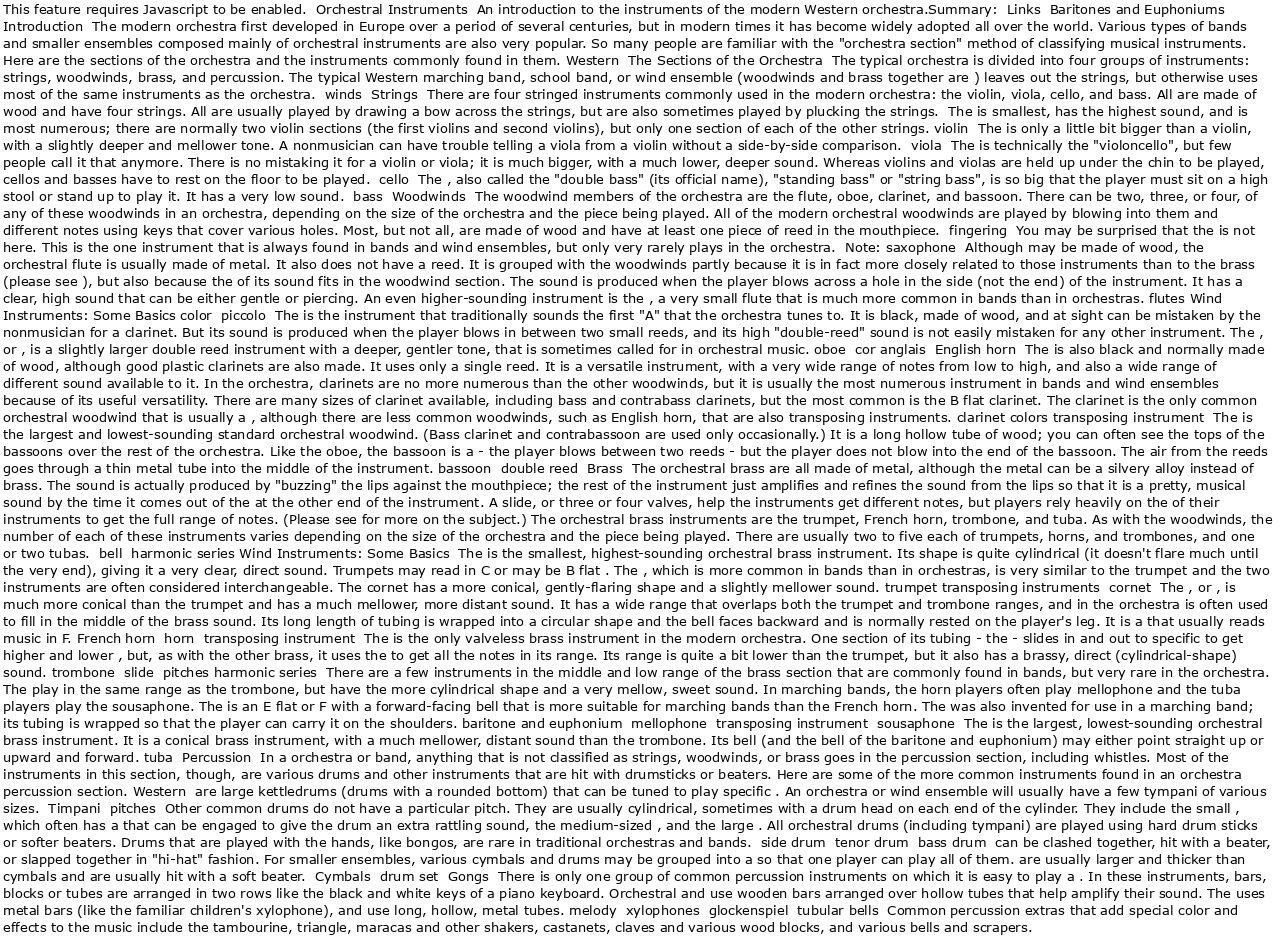 This feature requires Javascript to be enabled.  Orchestral Instruments  An introduction to the instruments of the modern Western orchestra.Summary:  Links  Baritones and Euphoniums
Introduction  The modern orchestra first developed in Europe over a period of several centuries, but in modern times it has become widely adopted all over the world. Various types of bands
and smaller ensembles composed mainly of orchestral instruments are also very popular. So many people are familiar with the "orchestra section" method of classifying musical instruments.
Here are the sections of the orchestra and the instruments commonly found in them. Western  The Sections of the Orchestra  The typical orchestra is divided into four groups of instruments:
strings, woodwinds, brass, and percussion. The typical Western marching band, school band, or wind ensemble (woodwinds and brass together are ) leaves out the strings, but otherwise uses
most of the same instruments as the orchestra.  winds  Strings  There are four stringed instruments commonly used in the modern orchestra: the violin, viola, cello, and bass. All are made of
wood and have four strings. All are usually played by drawing a bow across the strings, but are also sometimes played by plucking the strings.  The is smallest, has the highest sound, and is
most numerous; there are normally two violin sections (the first violins and second violins), but only one section of each of the other strings. violin  The is only a little bit bigger than a violin,
with a slightly deeper and mellower tone. A nonmusician can have trouble telling a viola from a violin without a side-by-side comparison.  viola  The is technically the "violoncello", but few
people call it that anymore. There is no mistaking it for a violin or viola; it is much bigger, with a much lower, deeper sound. Whereas violins and violas are held up under the chin to be played,
cellos and basses have to rest on the floor to be played.  cello  The , also called the "double bass" (its official name), "standing bass" or "string bass", is so big that the player must sit on a high
stool or stand up to play it. It has a very low sound.  bass  Woodwinds  The woodwind members of the orchestra are the flute, oboe, clarinet, and bassoon. There can be two, three, or four, of
any of these woodwinds in an orchestra, depending on the size of the orchestra and the piece being played. All of the modern orchestral woodwinds are played by blowing into them and
different notes using keys that cover various holes. Most, but not all, are made of wood and have at least one piece of reed in the mouthpiece.  fingering  You may be surprised that the is not
here. This is the one instrument that is always found in bands and wind ensembles, but only very rarely plays in the orchestra.  Note: saxophone  Although may be made of wood, the
orchestral flute is usually made of metal. It also does not have a reed. It is grouped with the woodwinds partly because it is in fact more closely related to those instruments than to the brass
(please see ), but also because the of its sound fits in the woodwind section. The sound is produced when the player blows across a hole in the side (not the end) of the instrument. It has a
clear, high sound that can be either gentle or piercing. An even higher-sounding instrument is the , a very small flute that is much more common in bands than in orchestras. flutes Wind
Instruments: Some Basics color  piccolo  The is the instrument that traditionally sounds the first "A" that the orchestra tunes to. It is black, made of wood, and at sight can be mistaken by the
nonmusician for a clarinet. But its sound is produced when the player blows in between two small reeds, and its high "double-reed" sound is not easily mistaken for any other instrument. The ,
or , is a slightly larger double reed instrument with a deeper, gentler tone, that is sometimes called for in orchestral music. oboe  cor anglais  English horn  The is also black and normally made
of wood, although good plastic clarinets are also made. It uses only a single reed. It is a versatile instrument, with a very wide range of notes from low to high, and also a wide range of
different sound available to it. In the orchestra, clarinets are no more numerous than the other woodwinds, but it is usually the most numerous instrument in bands and wind ensembles
because of its useful versatility. There are many sizes of clarinet available, including bass and contrabass clarinets, but the most common is the B flat clarinet. The clarinet is the only common
orchestral woodwind that is usually a , although there are less common woodwinds, such as English horn, that are also transposing instruments. clarinet colors transposing instrument  The is
the largest and lowest-sounding standard orchestral woodwind. (Bass clarinet and contrabassoon are used only occasionally.) It is a long hollow tube of wood; you can often see the tops of the
bassoons over the rest of the orchestra. Like the oboe, the bassoon is a - the player blows between two reeds - but the player does not blow into the end of the bassoon. The air from the reeds
goes through a thin metal tube into the middle of the instrument. bassoon  double reed  Brass  The orchestral brass are all made of metal, although the metal can be a silvery alloy instead of
brass. The sound is actually produced by "buzzing" the lips against the mouthpiece; the rest of the instrument just amplifies and refines the sound from the lips so that it is a pretty, musical
sound by the time it comes out of the at the other end of the instrument. A slide, or three or four valves, help the instruments get different notes, but players rely heavily on the of their
instruments to get the full range of notes. (Please see for more on the subject.) The orchestral brass instruments are the trumpet, French horn, trombone, and tuba. As with the woodwinds, the
number of each of these instruments varies depending on the size of the orchestra and the piece being played. There are usually two to five each of trumpets, horns, and trombones, and one
or two tubas.  bell  harmonic series Wind Instruments: Some Basics  The is the smallest, highest-sounding orchestral brass instrument. Its shape is quite cylindrical (it doesn't flare much until
the very end), giving it a very clear, direct sound. Trumpets may read in C or may be B flat . The , which is more common in bands than in orchestras, is very similar to the trumpet and the two
instruments are often considered interchangeable. The cornet has a more conical, gently-flaring shape and a slightly mellower sound. trumpet transposing instruments  cornet  The , or , is
much more conical than the trumpet and has a much mellower, more distant sound. It has a wide range that overlaps both the trumpet and trombone ranges, and in the orchestra is often used
to fill in the middle of the brass sound. Its long length of tubing is wrapped into a circular shape and the bell faces backward and is normally rested on the player's leg. It is a that usually reads
music in F. French horn  horn  transposing instrument  The is the only valveless brass instrument in the modern orchestra. One section of its tubing - the - slides in and out to specific to get
higher and lower , but, as with the other brass, it uses the to get all the notes in its range. Its range is quite a bit lower than the trumpet, but it also has a brassy, direct (cylindrical-shape)
sound. trombone  slide  pitches harmonic series  There are a few instruments in the middle and low range of the brass section that are commonly found in bands, but very rare in the orchestra.
The play in the same range as the trombone, but have the more cylindrical shape and a very mellow, sweet sound. In marching bands, the horn players often play mellophone and the tuba
players play the sousaphone. The is an E flat or F with a forward-facing bell that is more suitable for marching bands than the French horn. The was also invented for use in a marching band;
its tubing is wrapped so that the player can carry it on the shoulders. baritone and euphonium  mellophone  transposing instrument  sousaphone  The is the largest, lowest-sounding orchestral
brass instrument. It is a conical brass instrument, with a much mellower, distant sound than the trombone. Its bell (and the bell of the baritone and euphonium) may either point straight up or
upward and forward. tuba  Percussion  In a orchestra or band, anything that is not classified as strings, woodwinds, or brass goes in the percussion section, including whistles. Most of the
instruments in this section, though, are various drums and other instruments that are hit with drumsticks or beaters. Here are some of the more common instruments found in an orchestra
percussion section. Western  are large kettledrums (drums with a rounded bottom) that can be tuned to play specific . An orchestra or wind ensemble will usually have a few tympani of various
sizes.  Timpani  pitches  Other common drums do not have a particular pitch. They are usually cylindrical, sometimes with a drum head on each end of the cylinder. They include the small ,
which often has a that can be engaged to give the drum an extra rattling sound, the medium-sized , and the large . All orchestral drums (including tympani) are played using hard drum sticks
or softer beaters. Drums that are played with the hands, like bongos, are rare in traditional orchestras and bands.  side drum  tenor drum  bass drum  can be clashed together, hit with a beater,
or slapped together in "hi-hat" fashion. For smaller ensembles, various cymbals and drums may be grouped into a so that one player can play all of them. are usually larger and thicker than
cymbals and are usually hit with a soft beater.  Cymbals  drum set  Gongs  There is only one group of common percussion instruments on which it is easy to play a . In these instruments, bars,
blocks or tubes are arranged in two rows like the black and white keys of a piano keyboard. Orchestral and use wooden bars arranged over hollow tubes that help amplify their sound. The uses
metal bars (like the familiar children's xylophone), and use long, hollow, metal tubes. melody  xylophones  glockenspiel  tubular bells  Common percussion extras that add special color and
effects to the music include the tambourine, triangle, maracas and other shakers, castanets, claves and various wood blocks, and various bells and scrapers.